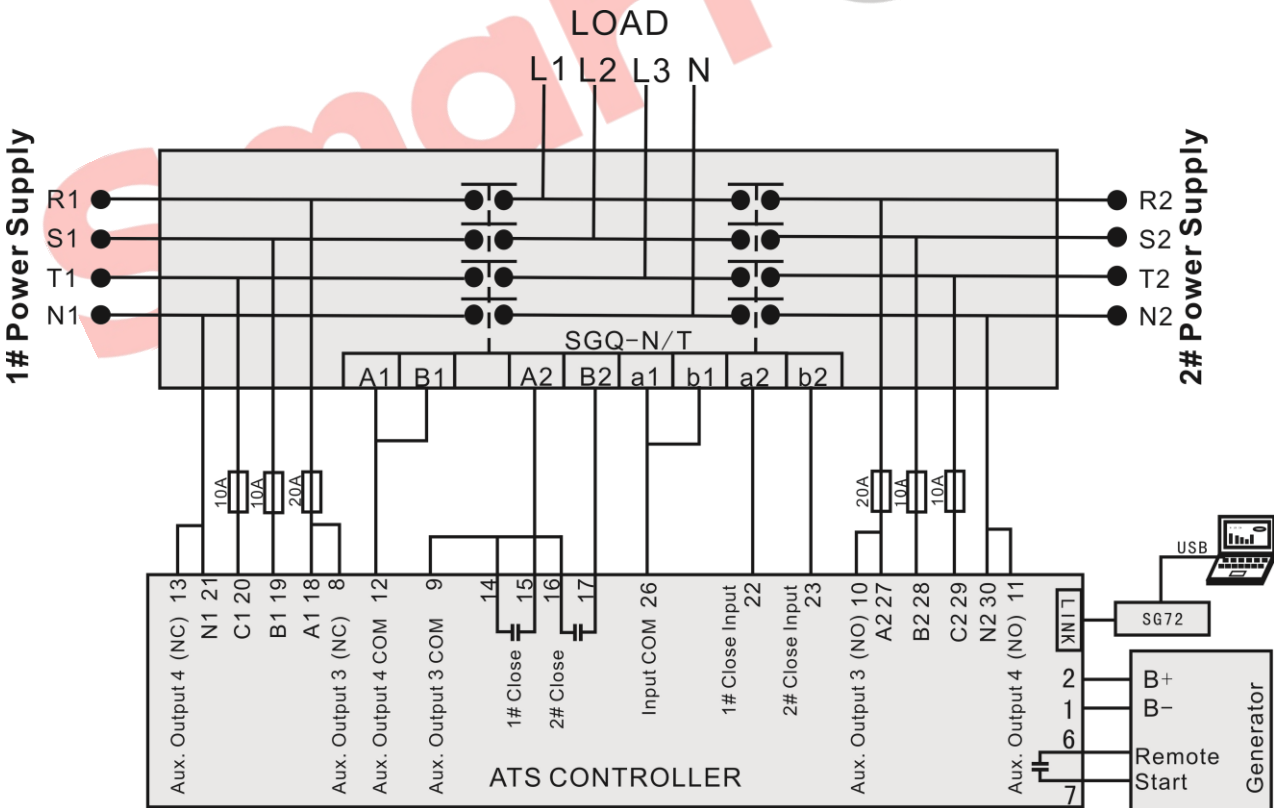 LOAD
L1 L2 L3 N
1# Power Supply
R1
S1
T1
N1
2# Power Supply
R2
S2
T2
N2
SGQ-N/T
A1 B1 A2 B2 a1 b1 a2 b2
10A 10A 20A
20A 10A 10A
USB
Aux. Output 4 (NC) 13
N1 21
C1 20
B1 19
A1 18
Aux. Output 3 (NC) 8
Aux. Output 4 COM 12
Aux. Output 3 COM 9
14
1# Close 15
2# Close 16
17
Input COM 26
1# Close Input 22
2# Close Input 23
Aux. Output 3 (NO) 10
A2 27
B2 28
C2 29
N2 30
Aux. Output 4 (NO) 11
LINK
SG72
2 B+
1 B-
6 Remote
7 Start
Generator
ATS CONTROLLER